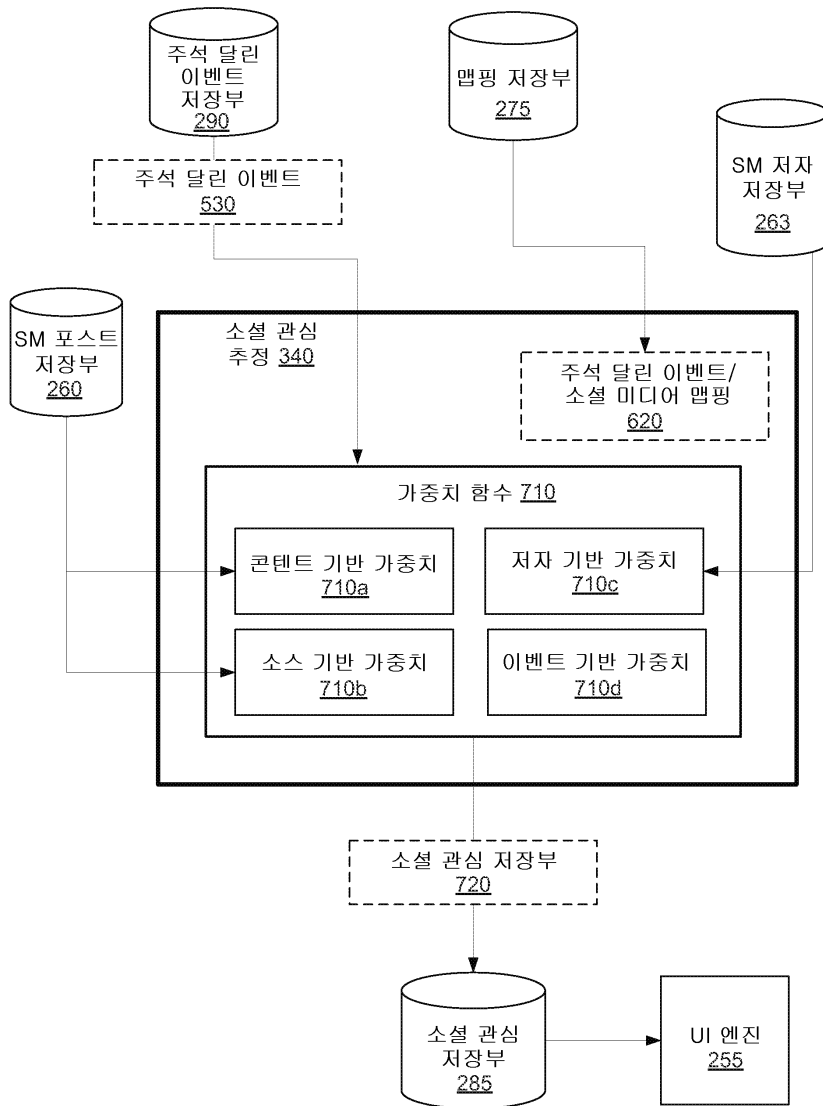 주석 달린
이벤트
저장부
290
맵핑 저장부
275
SM 저자
저장부
263
주석 달린 이벤트
530
SM 포스트
저장부
260
소셜 관심
추정 340
주석 달린 이벤트/
소셜 미디어 맵핑
620
가중치 함수 710
콘텐트 기반 가중치
710a
저자 기반 가중치
710c
소스 기반 가중치
710b
이벤트 기반 가중치
710d
소셜 관심 저장부
720
소셜 관심
저장부
285
UI 엔진
255